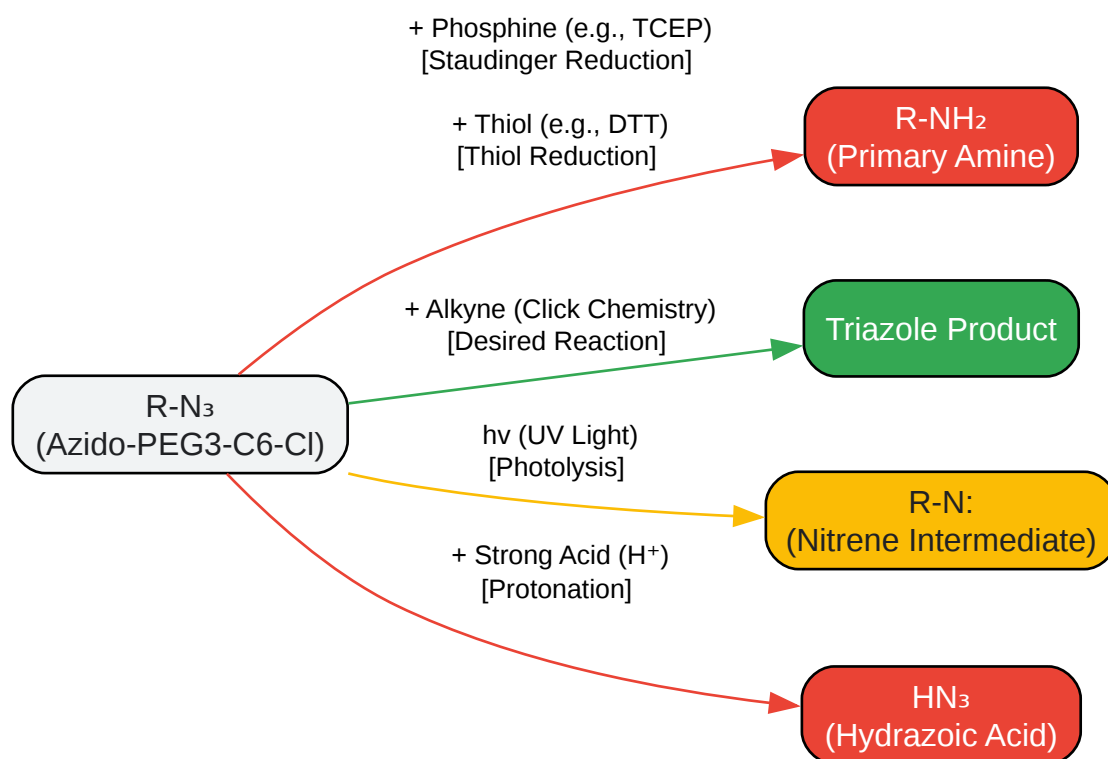 + Phosphine (e.g., TCEP)
[Staudinger Reduction]
+ Thiol (e.g., DTT)
[Thiol Reduction]
R-NH₂
(Primary Amine)
+ Alkyne (Click Chemistry)
[Desired Reaction]
Triazole Product
R-N₃
(Azido-PEG3-C6-Cl)
hv (UV Light)
[Photolysis]
R-N:
(Nitrene Intermediate)
+ Strong Acid (H⁺)
[Protonation]
HN₃
(Hydrazoic Acid)